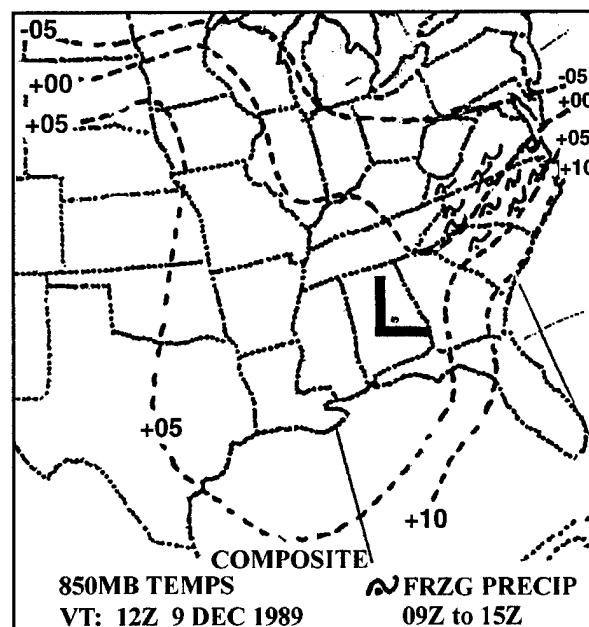 -05
+00
+05
-05
+00
+05
+10
L
+05
+10
COMPOSITE
850MB TEMPS
FRZG PRECIP
VT: 12Z 9 DEC 1989
09Z to 15Z